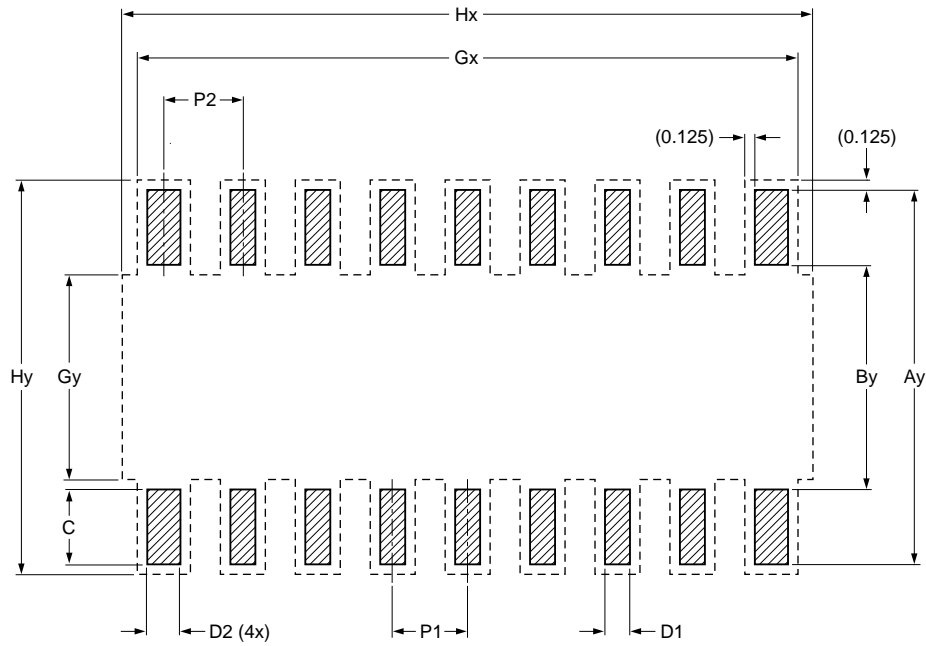 Hx
Gx
P2
(0.125)
(0.125)
Hy
Gy
By
Ay
C
D2 (4x)
P1
D1